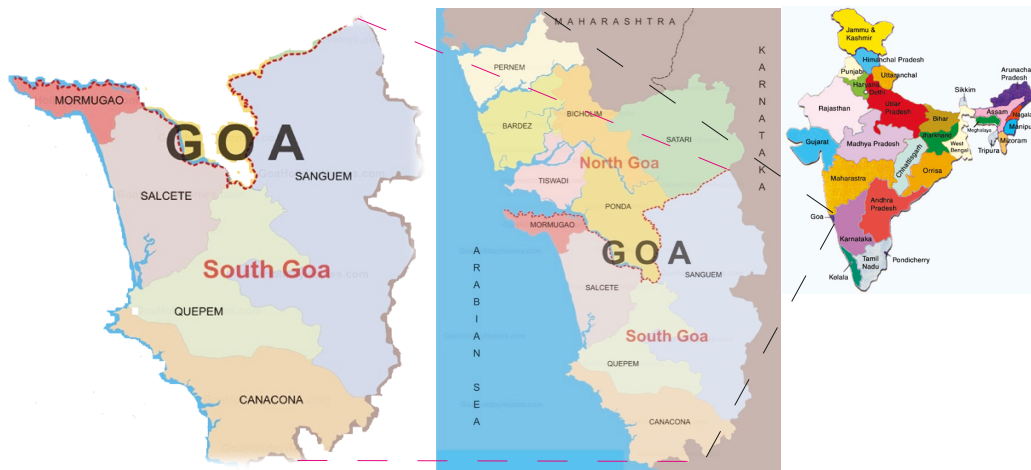 MORMUGAO
GOA
SANGUEM
SALCETE
South Goa
QUEPEM
CANACONA
MAHARASHTRA
KARNATAKA
PERNEM
BARDEZ
BICHOLIM
SATARI
North Goa
TISWADI
PONDA
MORMUGAO
GOA
SANGUEM
SALCETE
South Goa
QUEPEM
CANACONA
ARABIAN SEA
Jammu &
Kashmir
Himanchal Pradesh
Punjab
Uttaranchal
Haryana
Delhi
Arunacha
Pradesh
Sikkim
Rajasthan
Uttar
Pradesh
Assam
Nagala
Bihar
Meghalaya
Manipu
Jharkhand
West
Bengal
Tripura
Mizoram
Gujarat
Madhya Pradesh
Chhattisgarh
Orrisa
Maharastra
Andhra
Pradesh
Goa
Karnataka
Pondicherry
Tamil
Nadu
Kelala